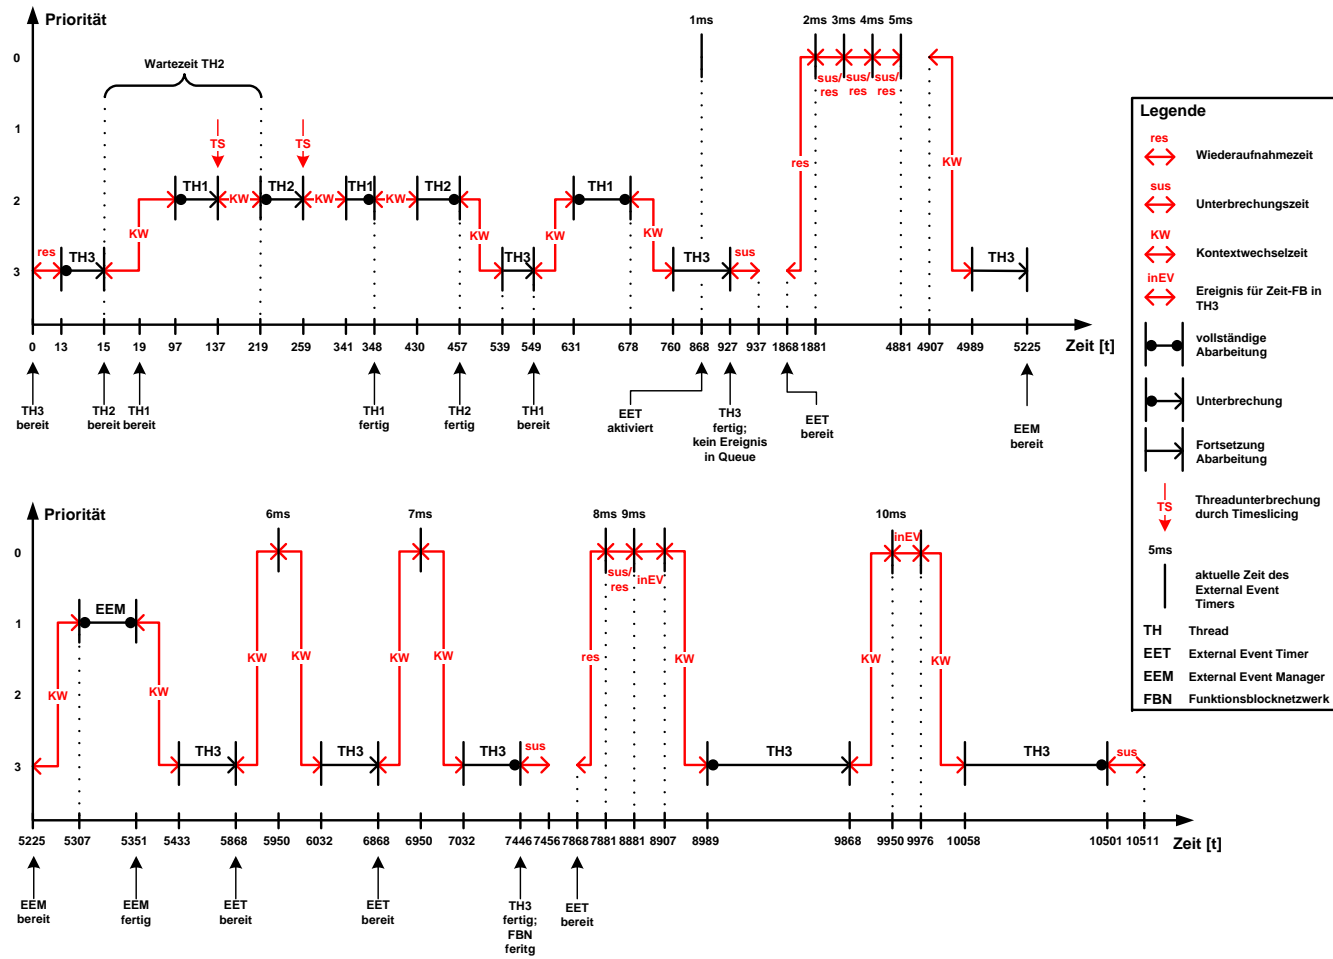 Priorität
0
1
2
3
Wartezeit TH2
1ms
2ms
3ms
4ms
5ms
sus/
res
sus/
res
sus/
res
TS
TS
res
TH3
KW
TH1
KW
TH2
KW
TH1
KW
TH2
KW
TH3
KW
TH1
KW
TH3
sus
res
KW
TH3
0 13 15 19 97 137 219 259 341 348 430 457 539 549 631 678 760 868 927 937 1868 1881 4881 4907 4989 5225
Zeit [t]
TH3
bereit
TH2
bereit
TH1
bereit
TH1
fertig
TH2
fertig
TH1
bereit
EET
aktiviert
TH3
fertig;
kein Ereignis
in Queue
EET
bereit
EEM
bereit
Legende
res
Wiederaufnahmezeit
sus
Unterbrechungszeit
KW
Kontextwechselzeit
inEV
Ereignis für Zeit-FB in
TH3
vollständige
Abarbeitung
Unterbrechung
Fortsetzung
Abarbeitung
TS
Threadunterbrechung
durch Timeslicing
5ms
aktuelle Zeit des
External Event
Timers
TH Thread
EET External Event Timer
EEM External Event Manager
FBN Funktionsblocknetzwerk
Priorität
0
1
2
3
6ms
7ms
8ms
9ms
10ms
sus/
res
inEV
inEV
KW
EEM
KW
TH3
KW
KW
TH3
KW
KW
TH3
sus
res
KW
TH3
KW
KW
TH3
sus
5225 5307 5351 5433 5868 5950 6032 6868 6950 7032 7446 7456 7868 7881 8881 8907 8989 9868 9950 9976 10058 10501 10511
Zeit [t]
EEM
bereit
EEM
fertig
EET
bereit
EET
bereit
TH3
fertig;
FBN
feritg
EET
bereit